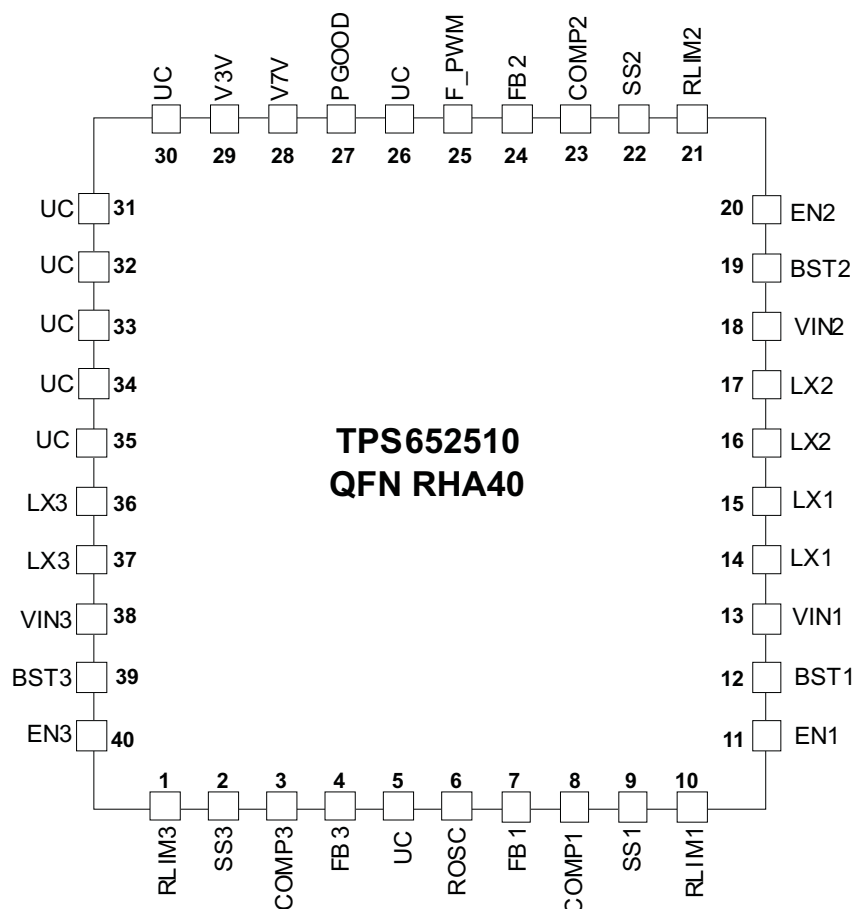 UC
V3V
V7V
PGOOD
UC
F_PWM
FB2
COMP2
SS2
RLIM2
30 29 28 27 26 25 24 23 22 21
UC 31
20 EN2
UC 32
19 BST2
UC 33
18 VIN2
UC 34
17 LX2
UC 35
16 LX2
LX3 36
15 LX1
LX3 37
14 LX1
VIN3 38
13 VIN1
BST3 39
12 BST1
EN3 40
11 EN1
TPS652510
QFN RHA40
1 2 3 4 5 6 7 8 9 10
RLIM3
SS3
COMP3
FB3
UC
ROSC
FB1
COMP1
SS1
RLIM1